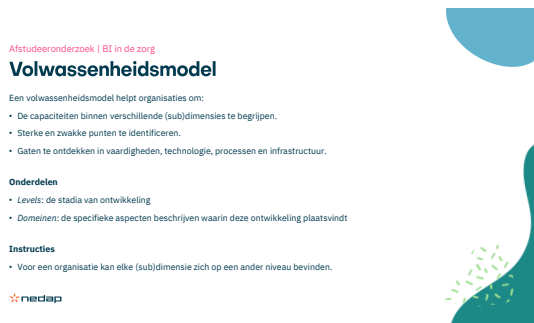 Afstudeeronderzoek | BI in de zorg
Volwassenheidsmodel
Een volwassenheidsmodel helpt organisaties om:
• De capaciteiten binnen verschillende (sub)dimensies te begrijpen.
• Sterke en zwakke punten te identificeren.
• Gaten te ontdekken in vaardigheden, technologie, processen en infrastructuur.
Onderdelen
• Levels: de stadia van ontwikkeling
• Domeinen: de specifieke aspecten beschrijven waarin deze ontwikkeling plaatsvindt
Instructies
• Voor een organisatie kan elke (sub)dimensie zich op een ander niveau bevinden.
nedap